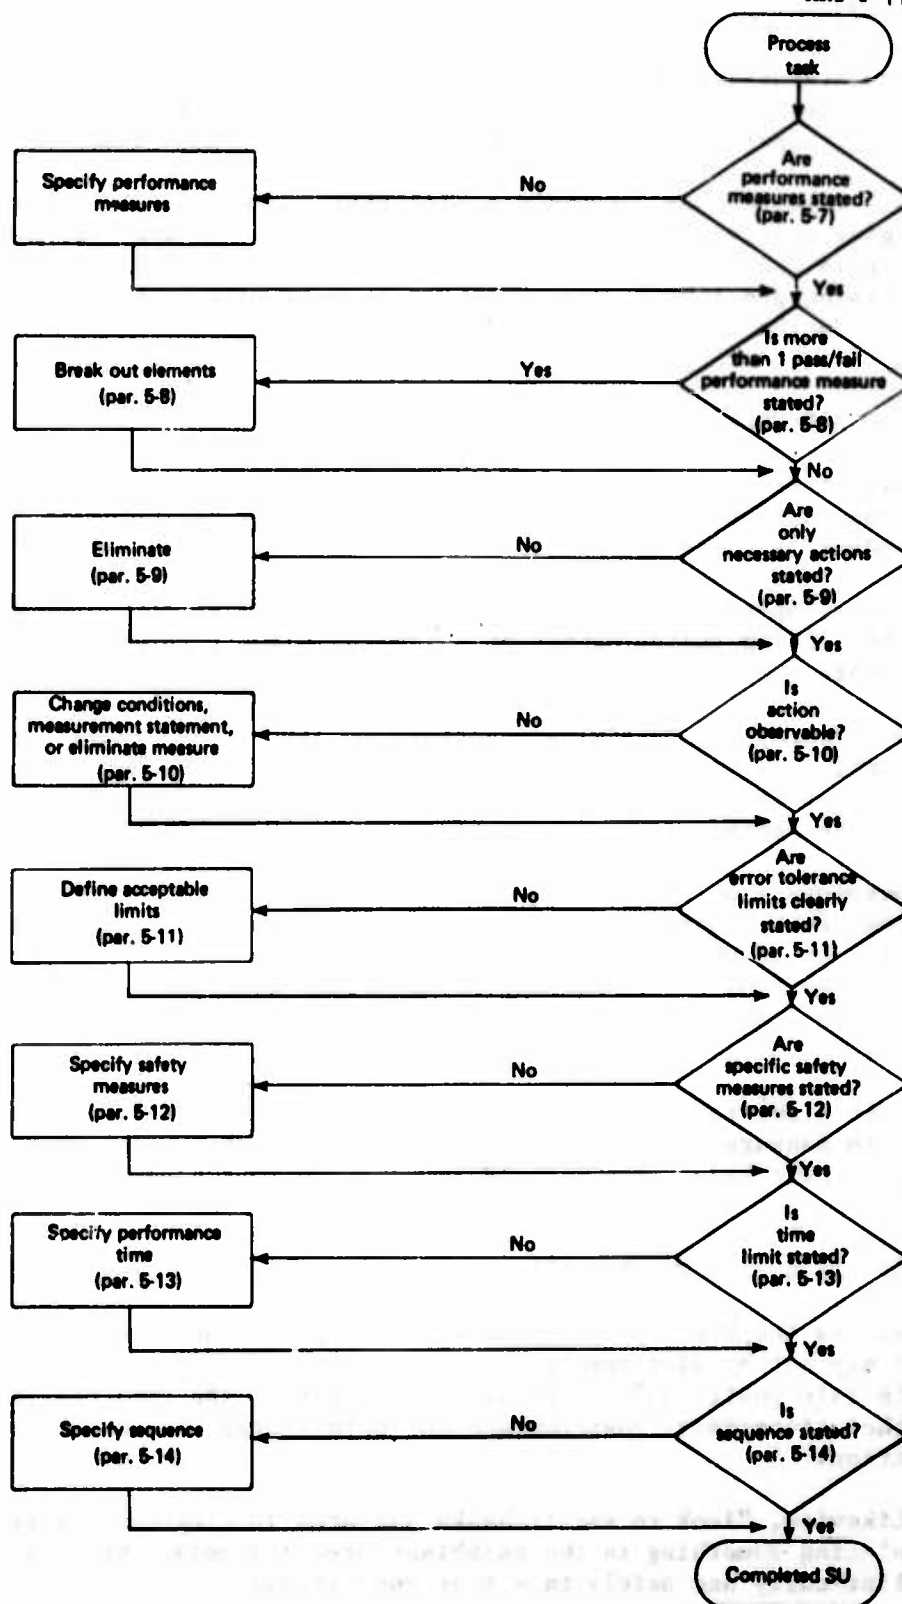 Process
task
Are
performance
measures stated?
(par. 5-7)
No
Specify performance
measures
Yes
Is more
than 1 pass/fail
performance measure
stated?
(par. 5-8)
Yes
Break out elements
(par. 5-8)
No
Are
only
necessary actions
stated?
(par. 5-9)
No
Eliminate
(par. 5-9)
Yes
Is
action
observable?
(par. 5-10)
No
Change conditions,
measurement statement,
or eliminate measure
(par. 5-10)
Yes
Are
error tolerance
limits clearly
stated?
(par. 5-11)
No
Define acceptable
limits
(par. 5-11)
Yes
Are
specific safety
measures stated?
(par. 5-12)
No
Specify safety
measures
(par. 5-12)
Yes
Is
time
limit stated?
(par. 5-13)
No
Specify performance
time
(par. 5-13)
Yes
Is
sequence stated?
(par. 5-14)
No
Specify sequence
(par. 5-14)
Yes
Completed SU